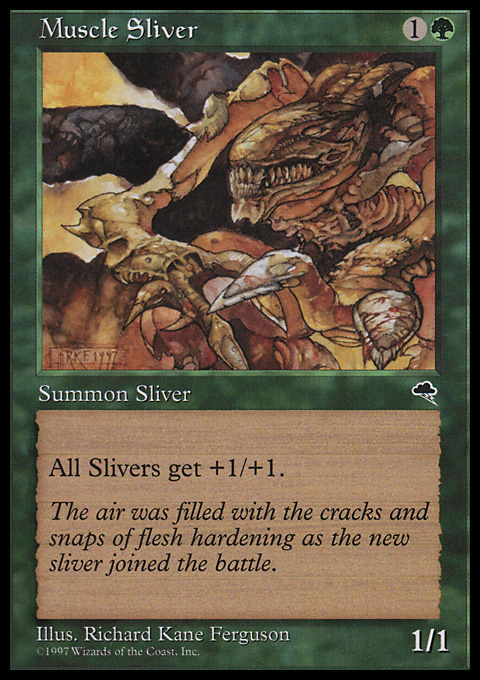 Muscle Sliver 1
Summon Sliver
All Slivers get +1/+1.
The air was filled with the cracks and
snaps of flesh hardening as the new
sliver joined the battle.
Illus. Richard Kane Ferguson
©1997 Wizards of the Coast, Inc.
1/1